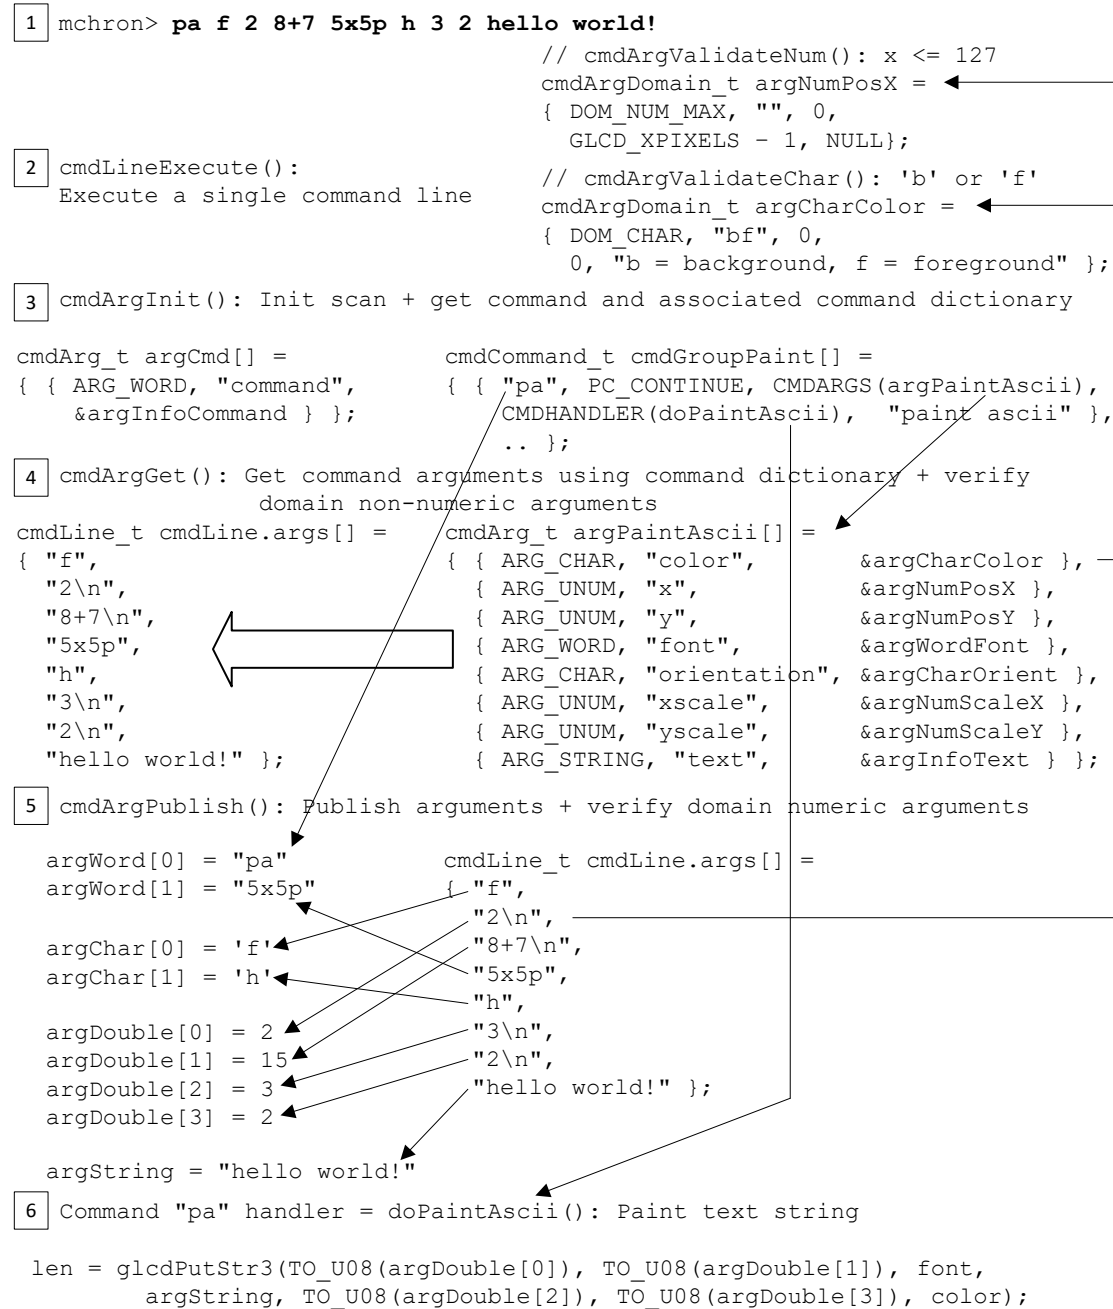 1 mchron> pa f 2 8+7 5x5p h 3 2 hello world!
// cmdArgValidateNum(): x <= 127
cmdArgDomain_t argNumPosX =
{ DOM_NUM_MAX, "", 0,
GLCD_XPIXELS – 1, NULL};
2 cmdLineExecute():
Execute a single command line
// cmdArgValidateChar(): 'b' or 'f'
cmdArgDomain_t argCharColor =
{ DOM_CHAR, "bf", 0,
0, "b = background, f = foreground" };
3 cmdArgInit(): Init scan + get command and associated command dictionary
cmdArg_t argCmd[] =
{ { ARG_WORD, "command",
&argInfoCommand } };
cmdCommand_t cmdGroupPaint[] =
{ { "pa", PC_CONTINUE, CMDARGS(argPaintAscii),
CMDHANDLER(doPaintAscii), "paint ascii" },
.. };
4 cmdArgGet(): Get command arguments using command dictionary + verify
domain non-numeric arguments
cmdLine_t cmdLine.args[] =
{ "f",
"2\n",
"8+7\n",
"5x5p",
"h",
"3\n",
"2\n",
"hello world!" };
cmdArg_t argPaintAscii[] =
{ { ARG_CHAR, "color", &argCharColor },
{ ARG_UNUM, "x", &argNumPosX },
{ ARG_UNUM, "y", &argNumPosY },
{ ARG_WORD, "font", &argWordFont },
{ ARG_CHAR, "orientation", &argCharOrient },
{ ARG_UNUM, "xscale", &argNumScaleX },
{ ARG_UNUM, "yscale", &argNumScaleY },
{ ARG_STRING, "text", &argInfoText } };
5 cmdArgPublish(): Publish arguments + verify domain numeric arguments
argWord[0] = "pa"
argWord[1] = "5x5p"
argChar[0] = 'f'
argChar[1] = 'h'
argDouble[0] = 2
argDouble[1] = 15
argDouble[2] = 3
argDouble[3] = 2
argString = "hello world!"
cmdLine_t cmdLine.args[] =
{ "f",
"2\n",
"8+7\n",
"5x5p",
"h",
"3\n",
"2\n",
"hello world!" };
6 Command "pa" handler = doPaintAscii(): Paint text string
len = glcdPutStr3(TO_U08(argDouble[0]), TO_U08(argDouble[1]), font,
argString, TO_U08(argDouble[2]), TO_U08(argDouble[3]), color);